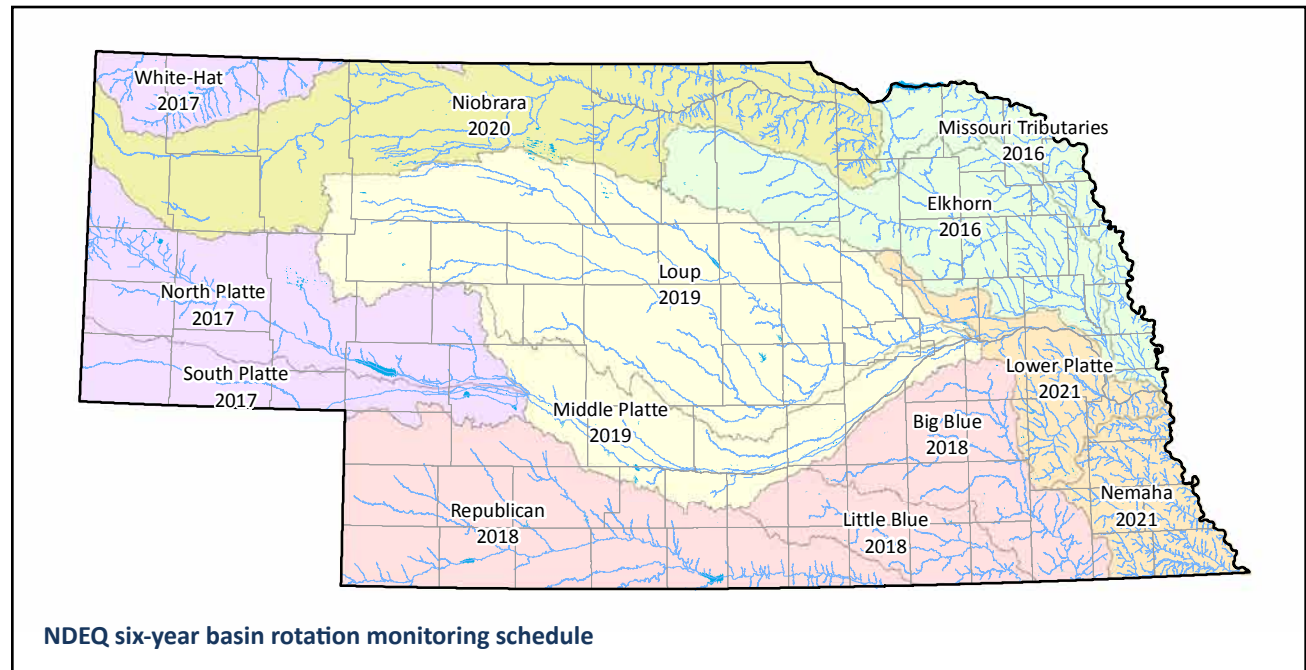 White-Hat
2017
Niobrara
2020
Missouri Tributaries
2016
Elkhorn
2016
Loup
2019
North Platte
2017
South Platte
2017
Lower Platte
2021
Middle Platte
2019
Big Blue
2018
Nemaha
2021
Republican
2018
Little Blue
2018
NDEQ six-year basin rotation monitoring schedule